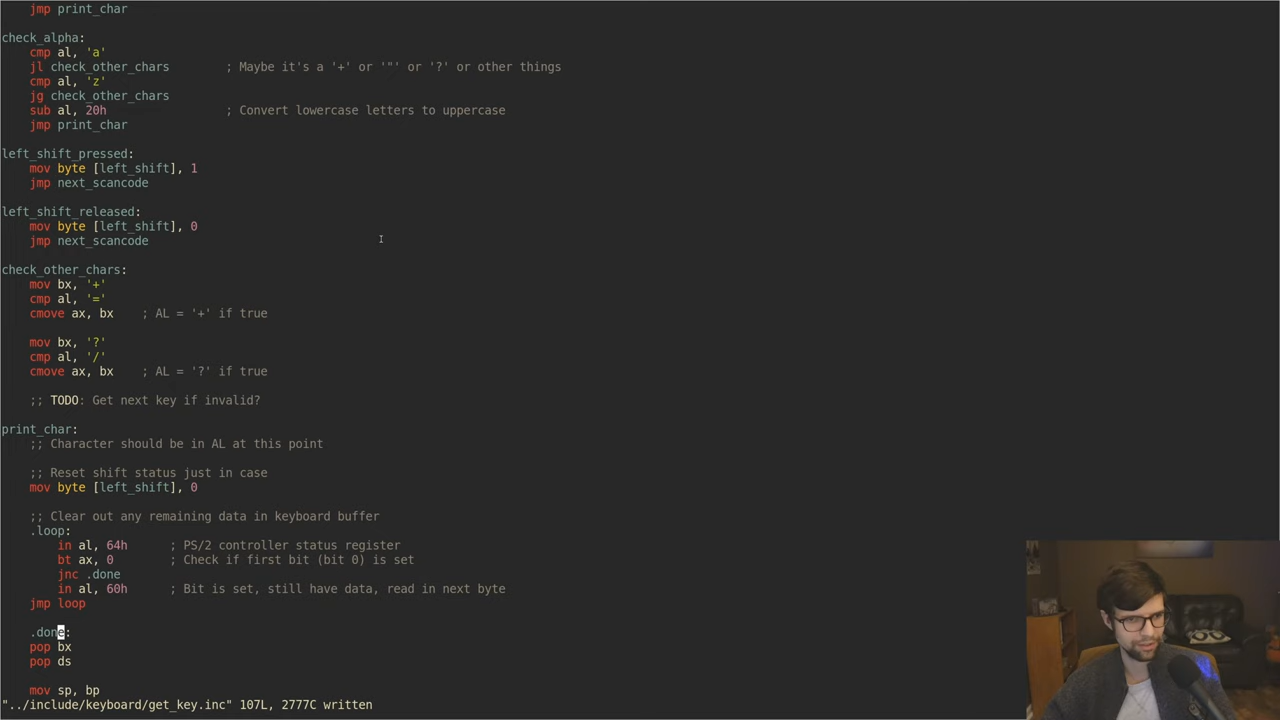 jmp print_char
check_alpha:
cmp al, 'a'
jl check_other_chars ; Maybe it's a '+' or '"' or '?' or other things
cmp al, 'z'
jg check_other_chars
sub al, 20h ; Convert lowercase letters to uppercase
jmp print_char
left_shift_pressed:
mov byte [left_shift], 1
jmp next_scancode
left_shift_released:
mov byte [left_shift], 0
jmp next_scancode
check_other_chars:
mov bx, '+'
cmp al, '='
cmove ax, bx ; AL = '+' if true
mov bx, '?'
cmp al, '/'
cmove ax, bx ; AL = '?' if true
;; TODO: Get next key if invalid?
print_char:
;; Character should be in AL at this point
;; Reset shift status just in case
mov byte [left_shift], 0
;; Clear out any remaining data in keyboard buffer
.loop:
in al, 64h ; PS/2 controller status register
bt ax, 0 ; Check if first bit (bit 0) is set
jnc .done
in al, 60h ; Bit is set, still have data, read in next byte
jmp loop
.done:
pop bx
pop ds
mov sp, bp
"../include/keyboard/get_key.inc" 107L, 2777C written